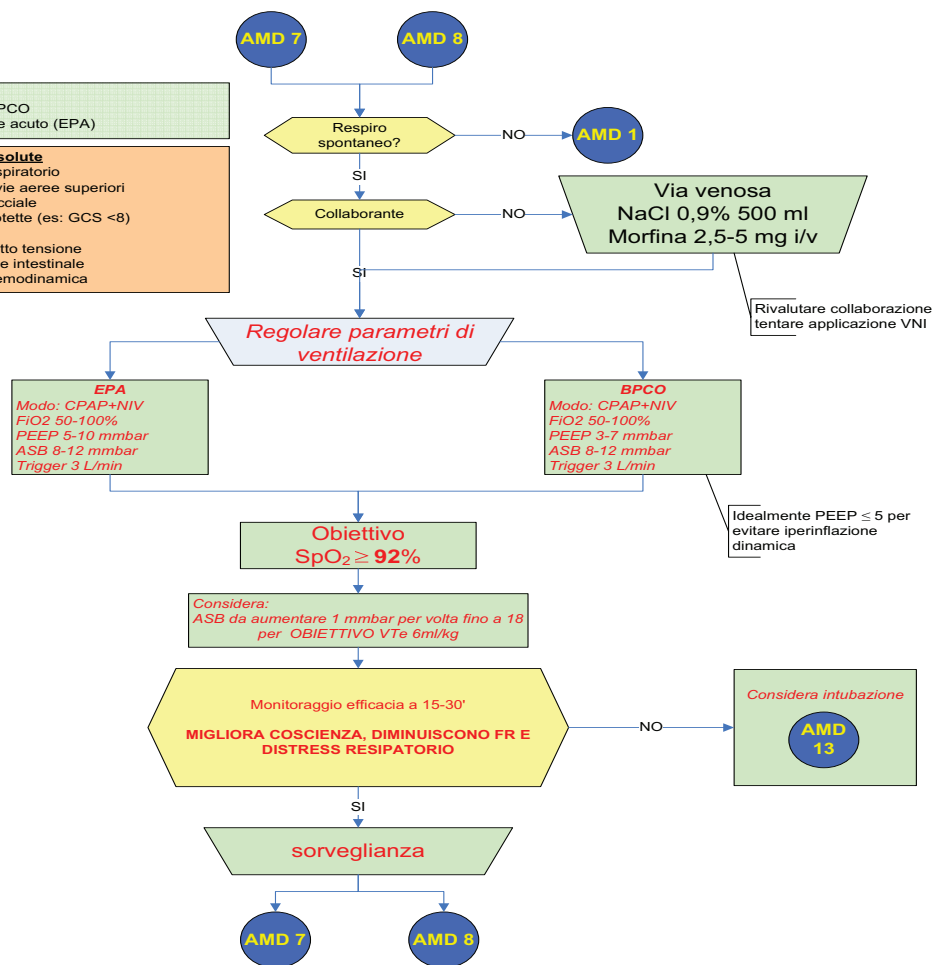 AMD 7
AMD 8
PCO
e acuto (EPA)
solute
spiratorio
vie aeree superiori
cciale
otette (es: GCS <8)
tto tensione
re intestinale
emodinamica
Respiro
spontaneo?
NO
AMD 1
SI
Collaborante
NO
Via venosa
NaCl 0,9% 500 ml
Morfina 2,5-5 mg i/v
SI
Rivalutare collaborazione
tentare applicazione VNI
Regolare parametri di
ventilazione
EPA
Modo: CPAP+NIV
FiO2 50-100%
PEEP 5-10 mmbar
ASB 8-12 mmbar
Trigger 3 L/min
BPCO
Modo: CPAP+NIV
FiO2 50-100%
PEEP 3-7 mmbar
ASB 8-12 mmbar
Trigger 3 L/min
Idealmente PEEP ≤ 5 per
evitare iperinflazione
dinamica
Obiettivo
SpO₂ ≥ 92%
Considera:
ASB da aumentare 1 mmbar per volta fino a 18
per OBIETTIVO VTe 6ml/kg
Monitoraggio efficacia a 15-30'
MIGLIORA COSCIENZA, DIMINUISCONO FR E
DISTRESS RESIPATORIO
NO
Considera intubazione
AMD
13
SI
sorveglianza
AMD 7
AMD 8